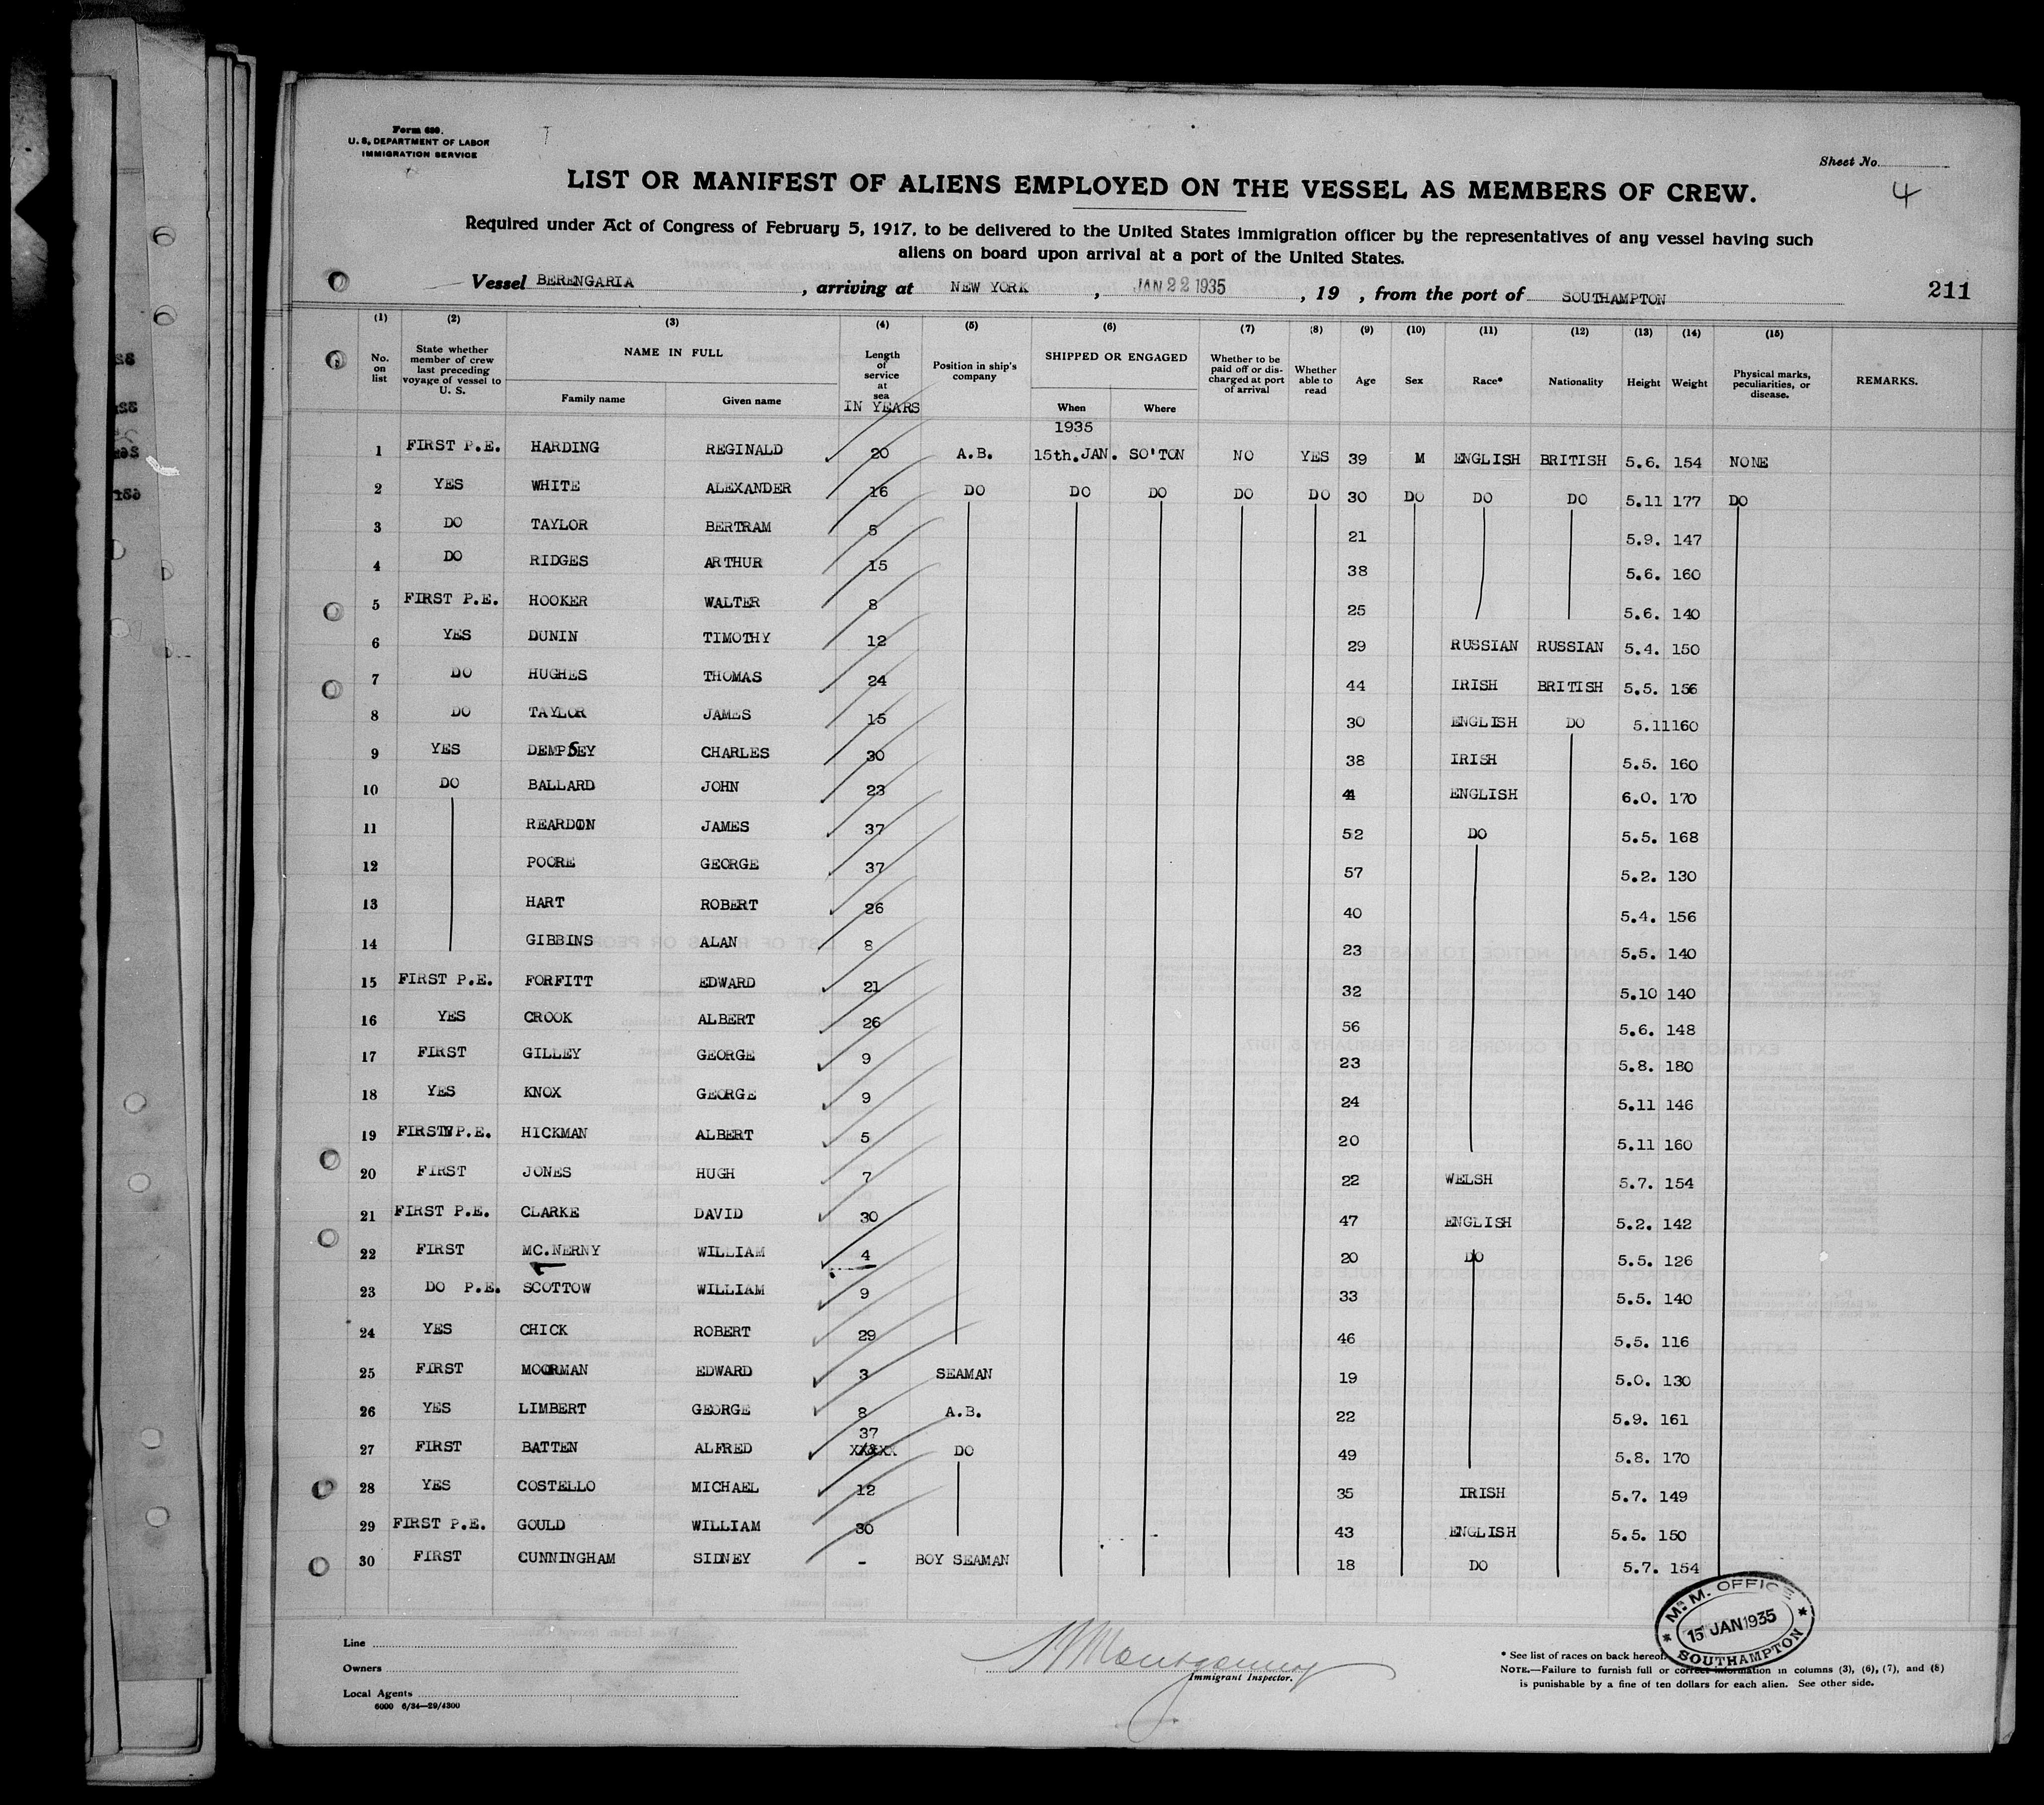 Form 680.
U. S. DEPARTMENT OF LABOR
IMMIGRATION SERVICE
Sheet No.
4
LIST OR MANIFEST OF ALIENS EMPLOYED ON THE VESSEL AS MEMBERS OF CREW.
Required under Act of Congress of February 5, 1917, to be delivered to the United States immigration officer by the representatives of any vessel having such
aliens on board upon arrival at a port of the United States.
Vessel BERENGARIA , arriving at NEW YORK , JAN 22 1935 , 19 , from the port of SOUTHAMPTON 211
(1) (2) (3) (4) (5) (6) (7) (8) (9) (10) (11) (12) (13) (14) (15)
No. on list State whether member of crew last preceding voyage of vessel to U. S. NAME IN FULL Family name Given name Length of service at sea IN YEARS Position in ship's company SHIPPED OR ENGAGED When Where Whether to be paid off or discharged at port of arrival Whether able to read Age Sex Race* Nationality Height Weight Physical marks, peculiarities, or disease. REMARKS.
1935
1 FIRST P.E. HARDING REGINALD 20 A.B. 15th.JAN. SO'TON NO YES 39 M ENGLISH BRITISH 5.6. 154 NONE
2 YES WHITE ALEXANDER 16 DO DO DO DO DO 30 DO DO DO 5.11 177 DO
3 DO TAYLOR BERTRAM 5 21 5.9. 147
4 DO RIDGES ARTHUR 15 38 5.6. 160
5 FIRST P.E. HOOKER WALTER 8 25 5.6. 140
6 YES DUNIN TIMOTHY 12 29 RUSSIAN RUSSIAN 5.4. 150
7 DO HUGHES THOMAS 24 44 IRISH BRITISH 5.5. 156
8 DO TAYLOR JAMES 15 30 ENGLISH DO 5.11 160
9 YES DEMPSEY CHARLES 30 38 IRISH 5.5. 160
10 DO BALLARD JOHN 23 41 ENGLISH 6.0. 170
11 REARDON JAMES 37 52 DO 5.5. 168
12 POORE GEORGE 37 57 5.2. 130
13 HART ROBERT 26 40 5.4. 156
14 GIBBINS ALAN 8 23 5.5. 140
15 FIRST P.E. FORFITT EDWARD 21 32 5.10 140
16 YES CROOK ALBERT 26 56 5.6. 148
17 FIRST GILLEY GEORGE 9 23 5.8. 180
18 YES KNOX GEORGE 9 24 5.11 146
19 FIRST P.E. HICKMAN ALBERT 5 20 5.11 160
20 FIRST JONES HUGH 7 22 WELSH 5.7. 154
21 FIRST P.E. CLARKE DAVID 30 47 ENGLISH 5.2. 142
22 FIRST MC.NERNY WILLIAM 4 20 DO 5.5. 126
23 DO P.E. SCOTTOW WILLIAM 9 33 5.5. 140
24 YES CHICK ROBERT 29 46 5.5. 116
25 FIRST MOORMAN EDWARD 3 SEAMAN 19 5.0. 130
26 YES LIMBERT GEORGE 8 A.B. 22 5.9. 161
27 FIRST BATTEN ALFRED 37 XXXXX DO 49 5.8. 170
28 YES COSTELLO MICHAEL 12 35 IRISH 5.7. 149
29 FIRST P.E. GOULD WILLIAM 30 43 ENGLISH 5.5. 150
30 FIRST CUNNINGHAM SIDNEY - BOY SEAMAN 18 DO 5.7. 154
M. M. OFFICE
15 JAN 1935
SOUTHAMPTON
Line
Owners
Local Agents
6000 6/34—29/4300
Montgomery
Immigrant Inspector.
* See list of races on back hereof.
NOTE.—Failure to furnish full or correct information in columns (3), (6), (7), and (8)
is punishable by a fine of ten dollars for each alien. See other side.